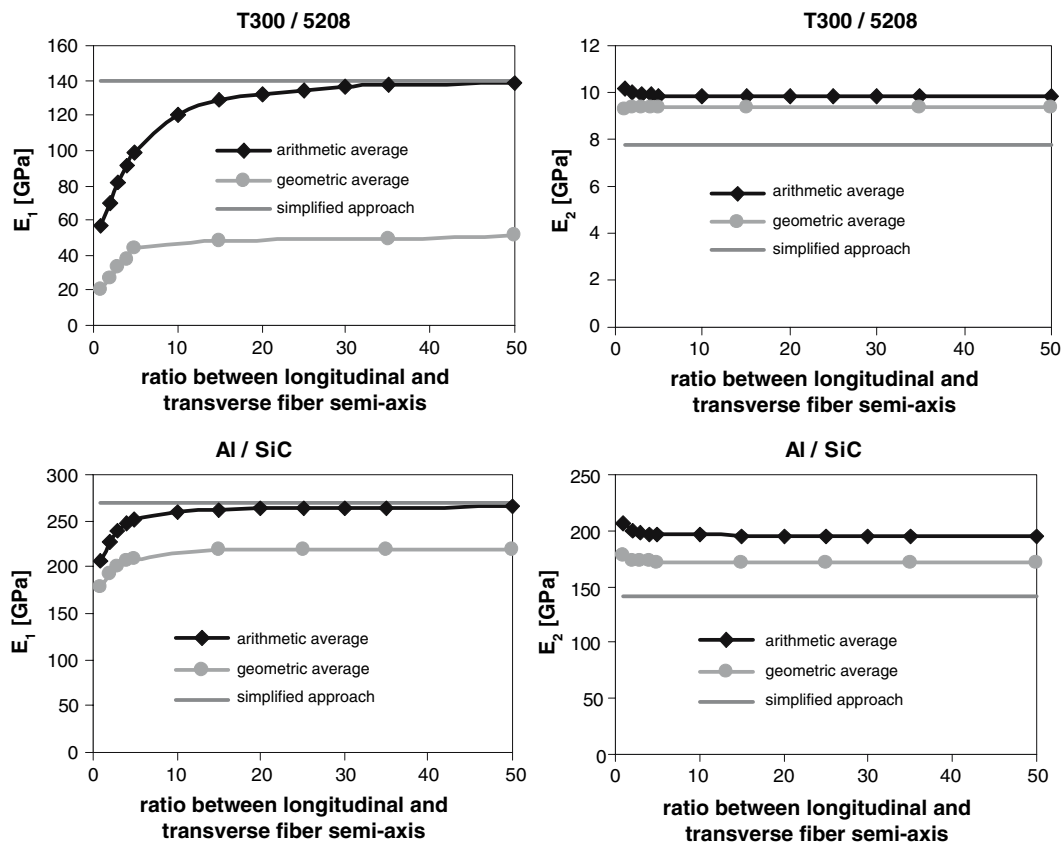 T300 / 5208
160
140
120
100
80
60
40
20
0
E1 [GPa]
arithmetic average
geometric average
simplified approach
0 10 20 30 40 50
ratio between longitudinal and
transverse fiber semi-axis
T300 / 5208
12
10
8
6
4
2
0
E2 [GPa]
arithmetic average
geometric average
simplified approach
0 10 20 30 40 50
ratio between longitudinal and
transverse fiber semi-axis
Al / SiC
300
250
200
150
100
50
0
E1 [GPa]
arithmetic average
geometric average
simplified approach
0 10 20 30 40 50
ratio between longitudinal and
transverse fiber semi-axis
Al / SiC
250
200
150
100
50
0
E2 [GPa]
arithmetic average
geometric average
simplified approach
0 10 20 30 40 50
ratio between longitudinal and
transverse fiber semi-axis